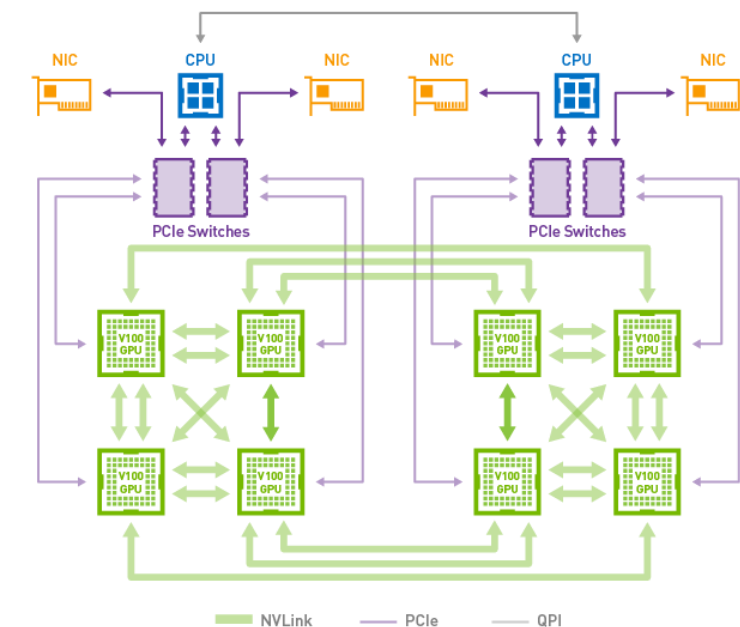 NIC
CPU
NIC
NIC
CPU
NIC
PCIe Switches
PCIe Switches
V100
GPU
V100
GPU
V100
GPU
V100
GPU
V100
GPU
V100
GPU
V100
GPU
V100
GPU
NVLink
PCIe
QPI